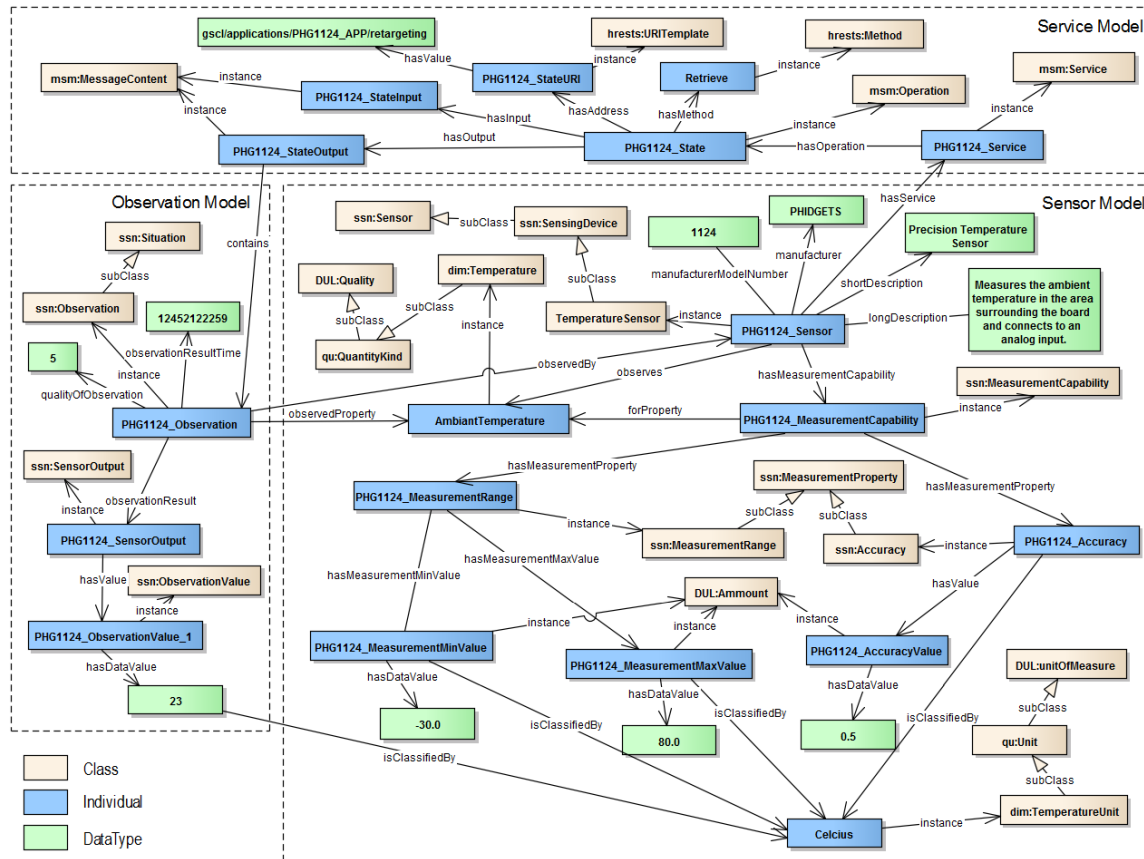 Service Model
gscl/applications/PHG1124_APP/retargeting
hrests:URITemplate
hrests:Method
hasValue
instance
instance
msm:MessageContent
instance
PHG1124_StateURI
Retrieve
msm:Service
PHG1124_StateInput
msm:Operation
instance
hasAddress
hasMethod
instance
hasInput
instance
hasOutput
PHG1124_StateOutput
PHG1124_State
hasOperation
PHG1124_Service
Observation Model
Sensor Model
contains
ssn:Situation
subClass
ssn:Observation
12452122259
observationResultTime
5
instance
qualityOfObservation
PHG1124_Observation
ssn:SensorOutput
observationResult
instance
PHG1124_SensorOutput
hasValue
ssn:ObservationValue
instance
PHG1124_ObservationValue_1
hasDataValue
23
ssn:Sensor
subClass
ssn:SensingDevice
1124
PHIDGETS
hasService
Precision Temperature
Sensor
manufacturer
manufacturerModelNumber
shortDescription
DUL:Quality
dim:Temperature
subClass
subClass
subClass
qu:QuantityKind
instance
TemperatureSensor
instance
PHG1124_Sensor
longDescription
Measures the ambient
temperature in the area
surrounding the board
and connects to an
analog input.
observedBy
observes
hasMeasurementCapability
ssn:MeasurementCapability
instance
observedProperty
AmbiantTemperature
forProperty
PHG1124_MeasurementCapability
hasMeasurementProperty
hasMeasurementProperty
PHG1124_MeasurementRange
ssn:MeasurementProperty
subClass
subClass
instance
ssn:MeasurementRange
ssn:Accuracy
instance
PHG1124_Accuracy
hasMeasurementMaxValue
hasMeasurementMinValue
hasValue
DUL:Ammount
instance
instance
instance
PHG1124_MeasurementMinValue
PHG1124_MeasurementMaxValue
PHG1124_AccuracyValue
DUL:unitOfMeasure
hasDataValue
hasDataValue
hasDataValue
subClass
isClassifiedBy
isClassifiedBy
isClassifiedBy
-30.0
80.0
0.5
qu:Unit
isClassifiedBy
subClass
dim:TemperatureUnit
Celcius
instance
Class
Individual
DataType